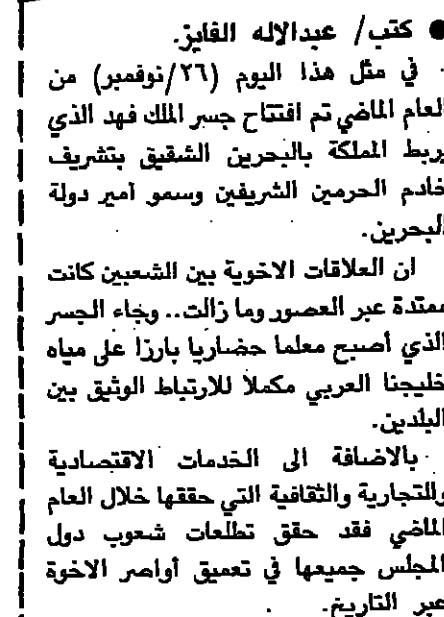 ● كتب/ عبدالاله الفايز.
في مثل هذا اليوم (٢٦/نوفمبر) من
العام الماضي تم افتتاح جسر الملك فهد الذي
يربط المملكة بالبحرين الشقيق بتشريف
خادم الحرمين الشريفين وسمو امير دولة
البحرين.
ان العلاقات الاخوية بين الشعبين كانت
ممتدة عبر العصور وما زالت.. وجاء الجسر
الذي أصبح معلما حضاريا بارزا على مياه
خليجنا العربي مكملا للارتباط الوثيق بين
البلدين.
بالاضافة الى الخدمات الاقتصادية
والتجارية والثقافية التي حققها خلال العام
الماضي فقد حقق تطلعات شعوب دول
المجلس جميعها في تعميق أواصر الاخوة
عبر التاريخ.